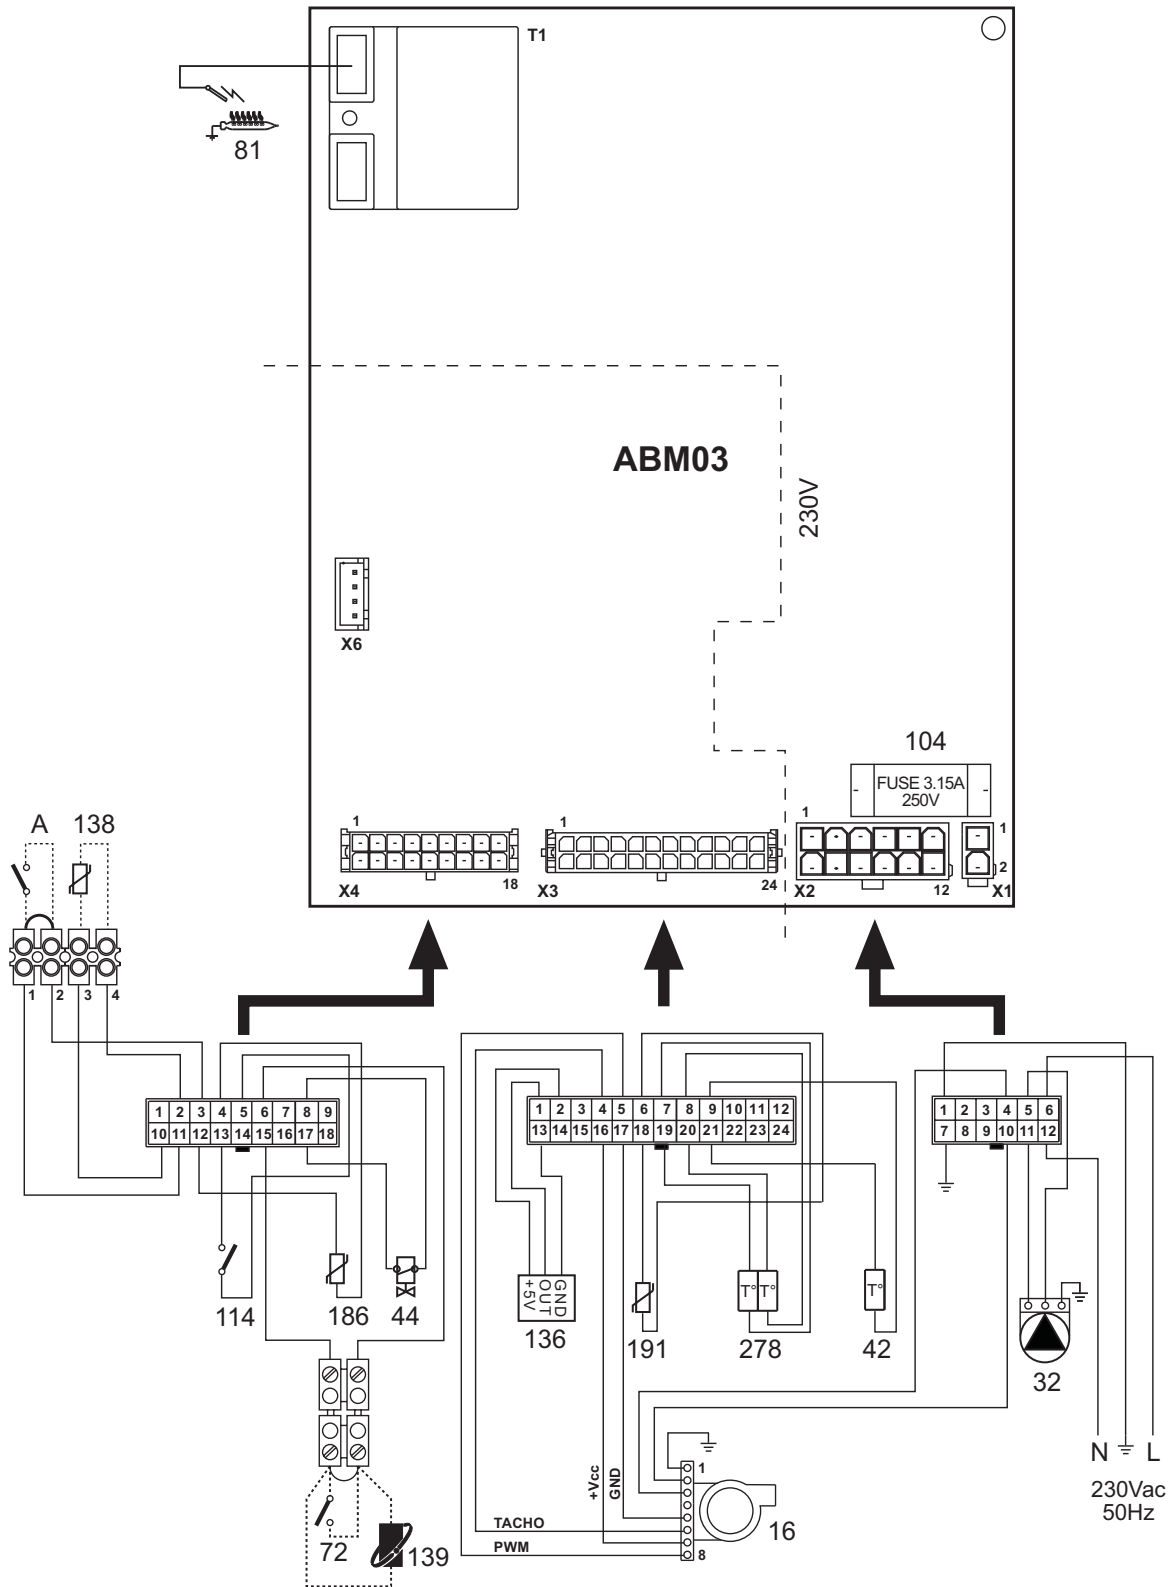 T1
81
ABM03
230V
X6
104
FUSE 3.15A
250V
A 138
1 1 1 1
2
X4 18 X3 24 X2 12 X1
1 2 3 4
1 2 3 4 5 6 7 8 9
10 11 12 13 14 15 16 17 18
1 2 3 4 5 6 7 8 9 10 11 12
13 14 15 16 17 18 19 20 21 22 23 24
1 2 3 4 5 6
7 8 9 10 11 12
+5V
OUT
GND
T° T° T°
114 186 44 136 191 278 42
32
N L
230Vac
50Hz
+Vcc
GND
1
TACHO
PWM
8
16
72 139